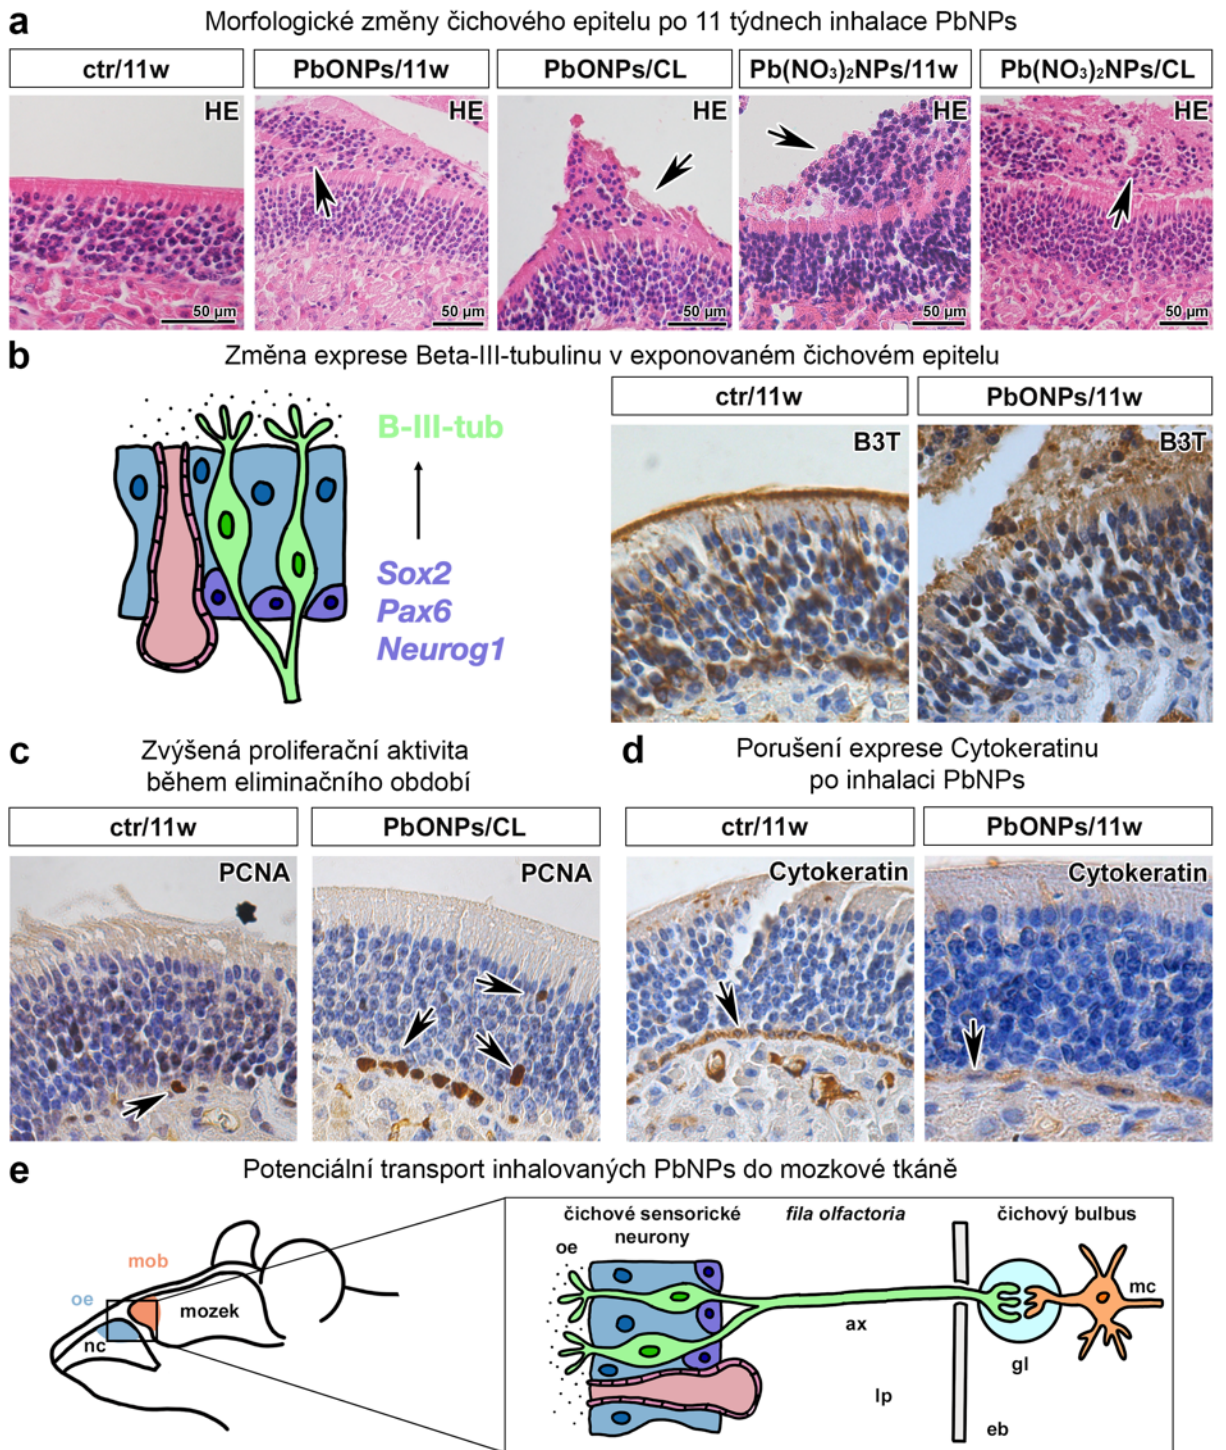 a Morfologické změny čichového epitelu po 11 týdnech inhalace PbNPs
ctr/11w
PbONPs/11w
PbONPs/CL
Pb(NO₃)₂NPs/11w
Pb(NO₃)₂NPs/CL
HE
HE
HE
HE
HE
50 µm
50 µm
50 µm
50 µm
50 µm
b Změna exprese Beta-III-tubulinu v exponovaném čichovém epitelu
B-III-tub
Sox2
Pax6
Neurog1
ctr/11w
PbONPs/11w
B3T
B3T
c Zvýšená proliferační aktivita
během eliminačního období
ctr/11w
PbONPs/CL
PCNA
PCNA
d Porušení exprese Cytokeratinu
po inhalaci PbNPs
ctr/11w
PbONPs/11w
Cytokeratin
Cytokeratin
e Potenciální transport inhalovaných PbNPs do mozkové tkáně
mob
oe
mozek
nc
čichové sensorické
neurony
fila olfactoria
čichový bulbus
oe
mc
ax
gl
lp
eb